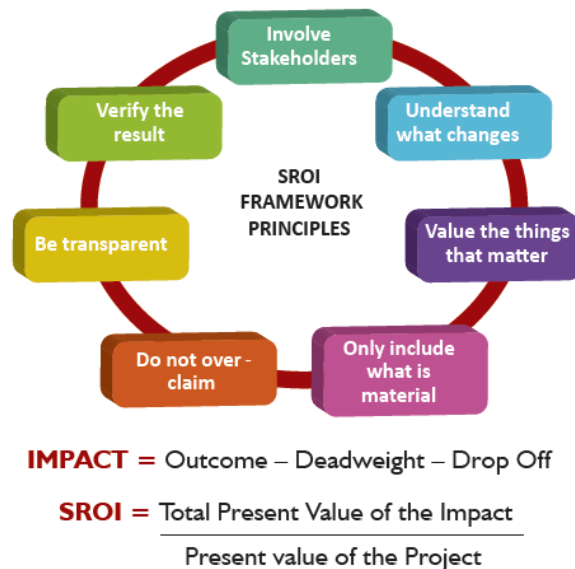 Involve
Stakeholders
Understand
what changes
Value the things
that matter
Only include
what is
material
Do not over -
claim
Be transparent
Verify the
result
SROI
FRAMEWORK
PRINCIPLES
IMPACT = Outcome – Deadweight – Drop Off
SROI = Total Present Value of the Impact
Present value of the Project